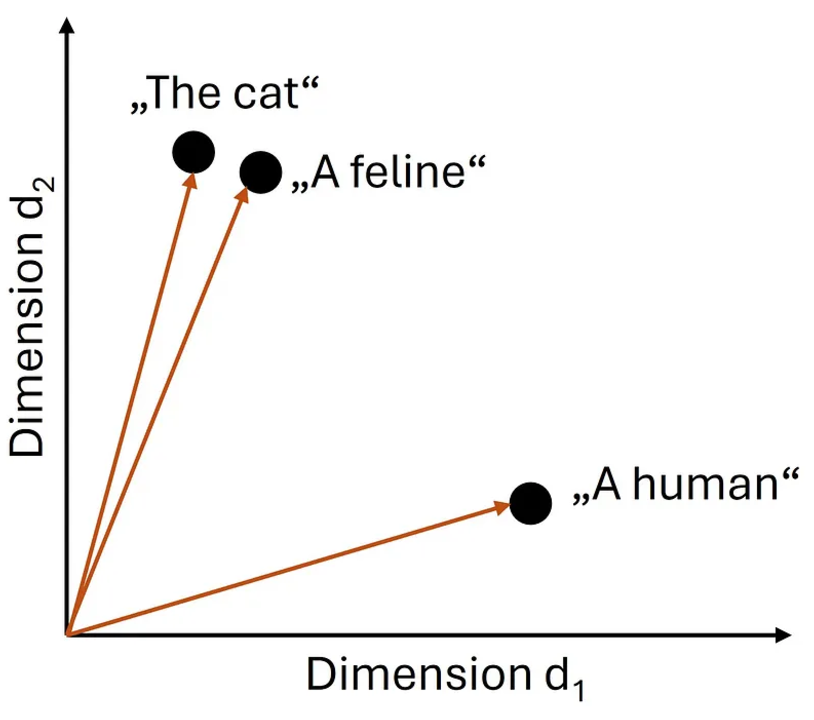 „The cat“
„A feline“
„A human“
Dimension d₂
Dimension d₁